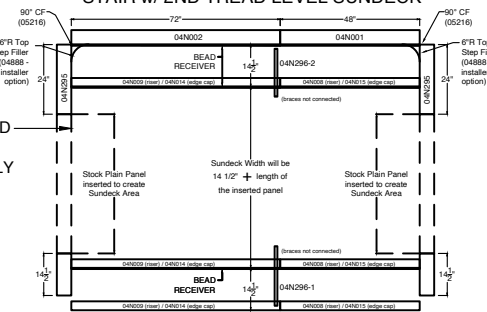 STAIR W/ 2ND TREAD LEVEL SUNDECK
72"
48"
90° CF
(05216)
90° CF
(05216)
04N002
04N001
6"R Top
Step Filler
(04888 -
installer
option)
6"R Top
Step Fi
(04888
installer
option)
24"
04N295
BEAD
RECEIVER
14 1/2"
04N296-2
04N295
24"
04N009 (riser) / 04N014 (edge cap)
04N008 (riser) / 04N015 (edge cap)
(braces not connected)
D
LY
Stock Plain Panel
inserted to create
Sundeck Area
Sundeck Width will be
14 1/2" + length of
the inserted panel
Stock Plain Panel
inserted to create
Sundeck Area
(braces not connected)
14 1/2"
04N009 (riser) / 04N014 (edge cap)
04N008 (riser) / 04N015 (edge cap)
14 1/2"
BEAD
RECEIVER
14 1/2"
04N296-1
04N009 (riser) / 04N014 (edge cap)
04N008 (riser) / 04N015 (edge cap)